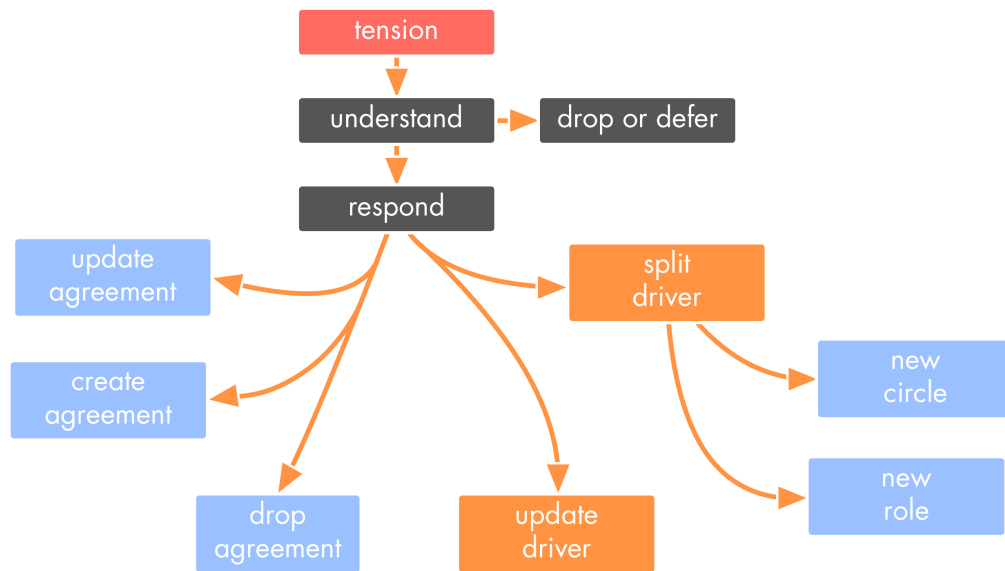 tension
understand
drop or defer
respond
update
agreement
split
driver
create
agreement
new
circle
drop
agreement
update
driver
new
role